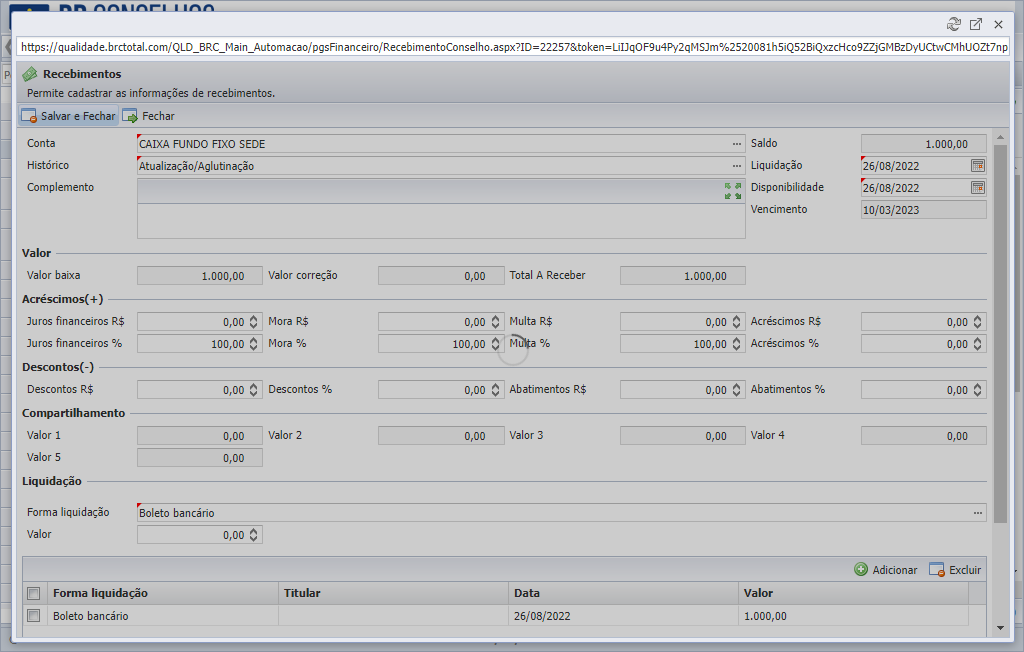 BR CONSELHOS
https://qualidade.brctotal.com/QLD_BRC_Main_Automacao/pgsFinanceiro/RecebimentoConselho.aspx?ID=22257&token=LiIJqOF9u4Py2qMSJm%2520081h5iQ52BiQxzcHco9ZZjGMBzDyUCtwCMhUOZt7np
Recebimentos
Permite cadastrar as informações de recebimentos.
Salvar e Fechar Fechar
Conta CAIXA FUNDO FIXO SEDE ... Saldo 1.000,00
Histórico Atualização/Aglutinação ... Liquidação 26/08/2022
Complemento Disponibilidade 26/08/2022
Vencimento 10/03/2023
Valor
Valor baixa 1.000,00 Valor correção 0,00 Total A Receber 1.000,00
Acréscimos(+)
Juros financeiros R$ 0,00 Mora R$ 0,00 Multa R$ 0,00 Acréscimos R$ 0,00
Juros financeiros % 100,00 Mora % 100,00 Multa % 100,00 Acréscimos % 0,00
Descontos(-)
Descontos R$ 0,00 Descontos % 0,00 Abatimentos R$ 0,00 Abatimentos % 0,00
Compartilhamento
Valor 1 0,00 Valor 2 0,00 Valor 3 0,00 Valor 4 0,00
Valor 5 0,00
Liquidação
Forma liquidação Boleto bancário ...
Valor 0,00
Adicionar Excluir
Forma liquidação Titular Data Valor
Boleto bancário 26/08/2022 1.000,00